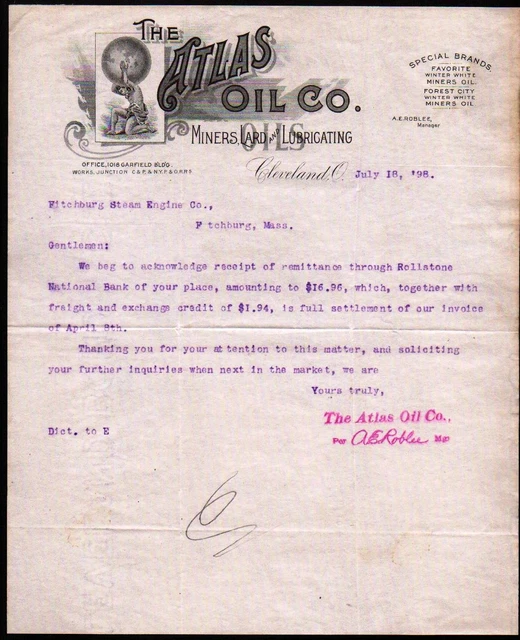 THE
ATLAS
OIL CO.
MINERS, LARD AND LUBRICATING
OILS
SPECIAL BRANDS.
FAVORITE
WINTER WHITE
MINERS OIL.
FOREST CITY
WINTER WHITE
MINERS OIL
A.E. ROBLEE,
Manager
OFFICE, 1018 GARFIELD BLD'G
WORKS, JUNCTION C & P. & N.Y.P & O.R.R'S
Cleveland, O. July 18, '98.
Fitchburg Steam Engine Co.,
F tchburg, Mass.
Gentlemen:
We beg to acknowledge receipt of remittance through Rollstone
National Bank of your place, amounting to $16.96, which, together with
freight and exchange credit of $1.94, is full settlement of our invoice
of April 8th.
Thanking you for your attention to this matter, and soliciting
your further inquiries when next in the market, we are
Yours truly,
The Atlas Oil Co.,
Per A.E. Roblee Mgr
Dict. to E